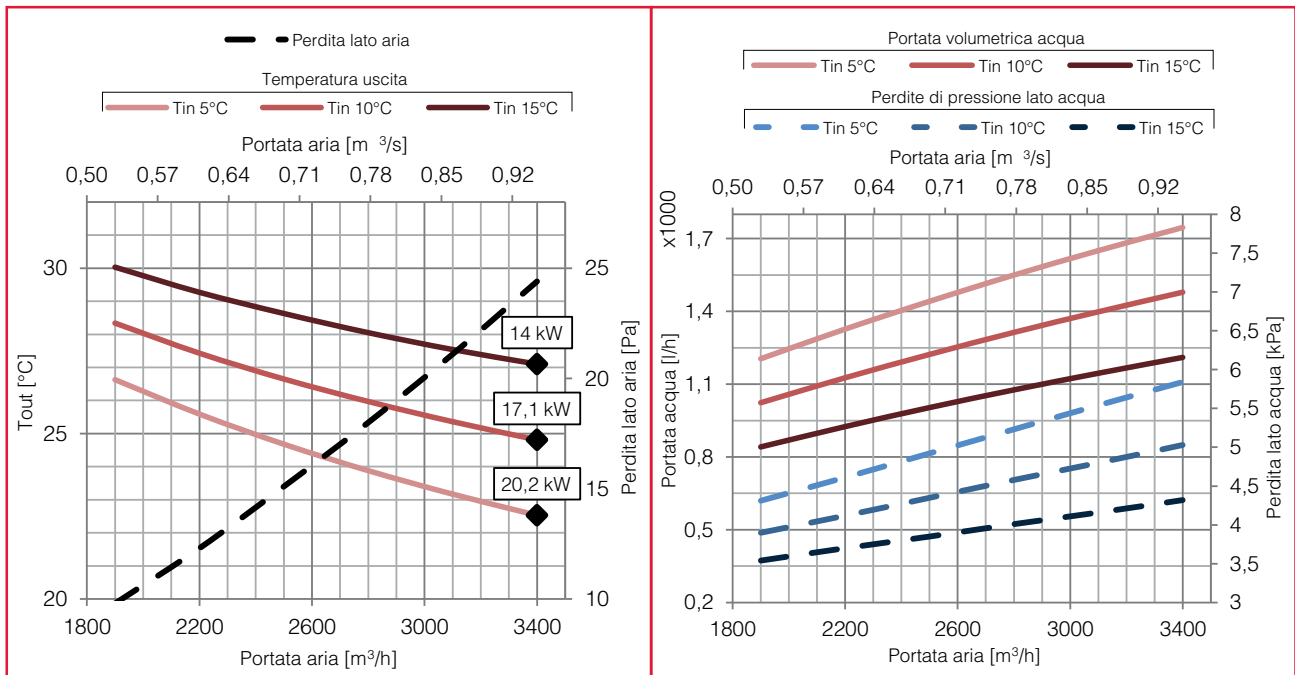 Perdita lato aria
Temperatura uscita
Tin 5°C Tin 10°C Tin 15°C
Portata aria [m ³/s]
0,50 0,57 0,64 0,71 0,78 0,85 0,92
Tout [°C]
30
25
20
25
20
15
10
Perdita lato aria [Pa]
14 kW
17,1 kW
20,2 kW
1800 2200 2600 3000 3400
Portata aria [m³/h]
Portata volumetrica acqua
Tin 5°C Tin 10°C Tin 15°C
Perdite di pressione lato acqua
Tin 5°C Tin 10°C Tin 15°C
Portata aria [m ³/s]
0,50 0,57 0,64 0,71 0,78 0,85 0,92
x1000
Portata acqua [l/h]
1,7
1,4
1,1
0,8
0,5
0,2
8
7,5
7
6,5
6
5,5
5
4,5
4
3,5
3
Perdita lato acqua [kPa]
1800 2200 2600 3000 3400
Portata aria [m³/h]